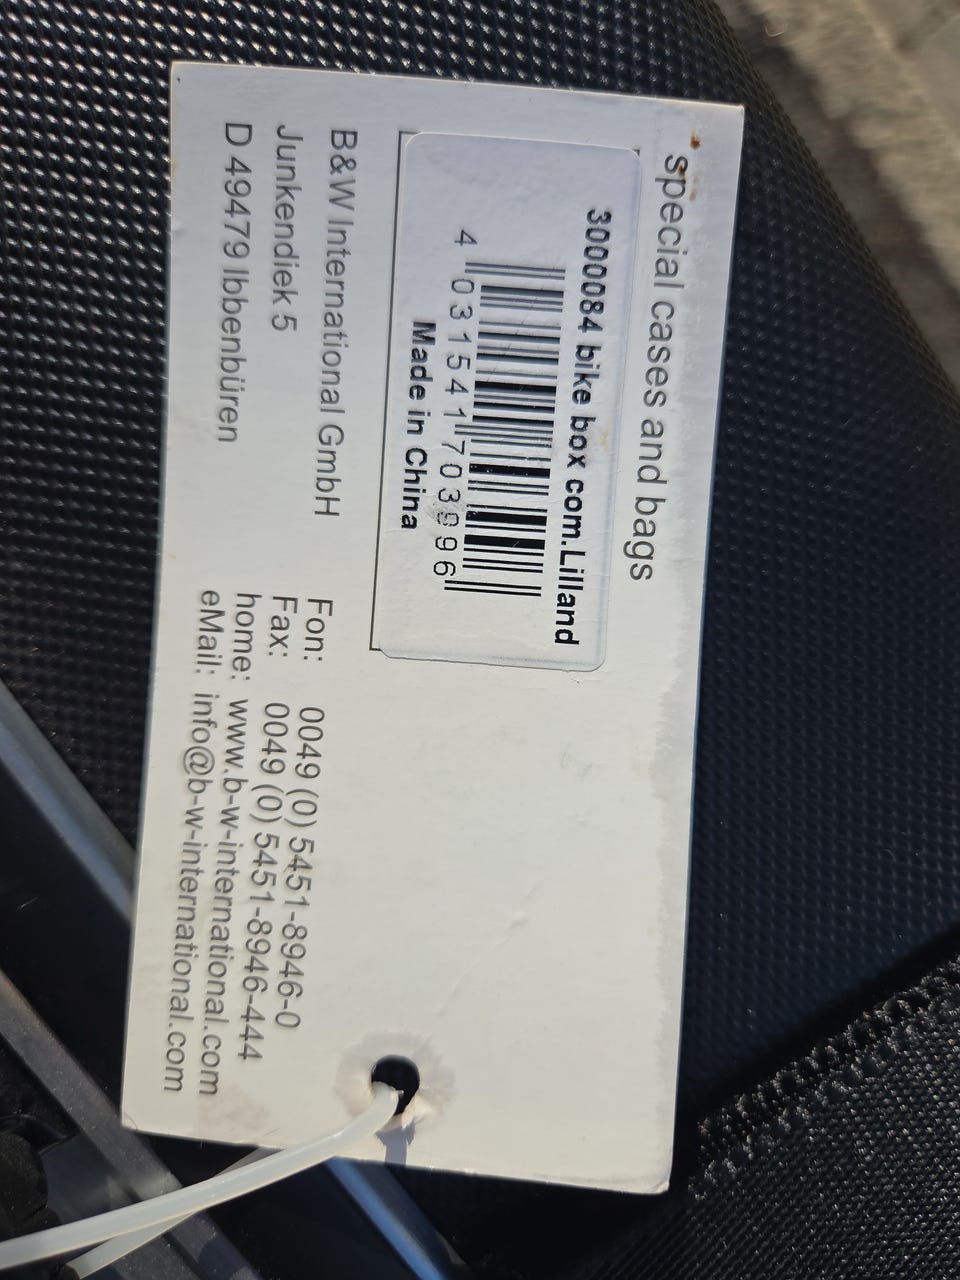 special cases and bags
3000084 bike box com.Lilland
4 031541 703996
Made in China
B&W International GmbH
Junkendiek 5
D 49479 Ibbenbüren
Fon: 0049 (0) 5451-8946-0
Fax: 0049 (0) 5451-8946-444
home: www.b-w-international.com
eMail: info@b-w-international.com